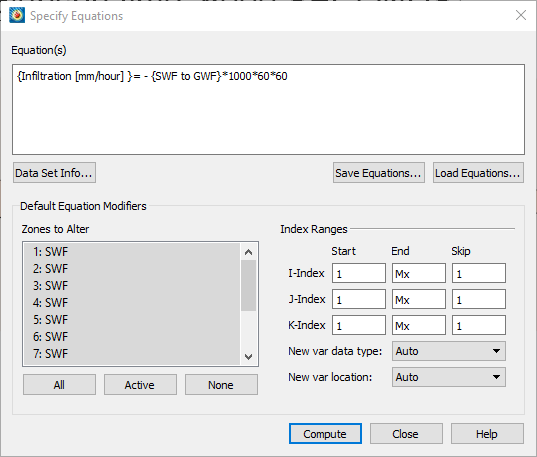 Specify Equations
Equation(s)
{Infiltration [mm/hour] }= - {SWF to GWF}*1000*60*60
Data Set Info... Save Equations... Load Equations...
Default Equation Modifiers
Zones to Alter Index Ranges
Start End Skip
1: SWF
2: SWF
3: SWF
4: SWF
5: SWF
6: SWF
7: SWF
I-Index 1 Mx 1
J-Index 1 Mx 1
K-Index 1 Mx 1
New var data type: Auto
New var location: Auto
All Active None
Compute Close Help